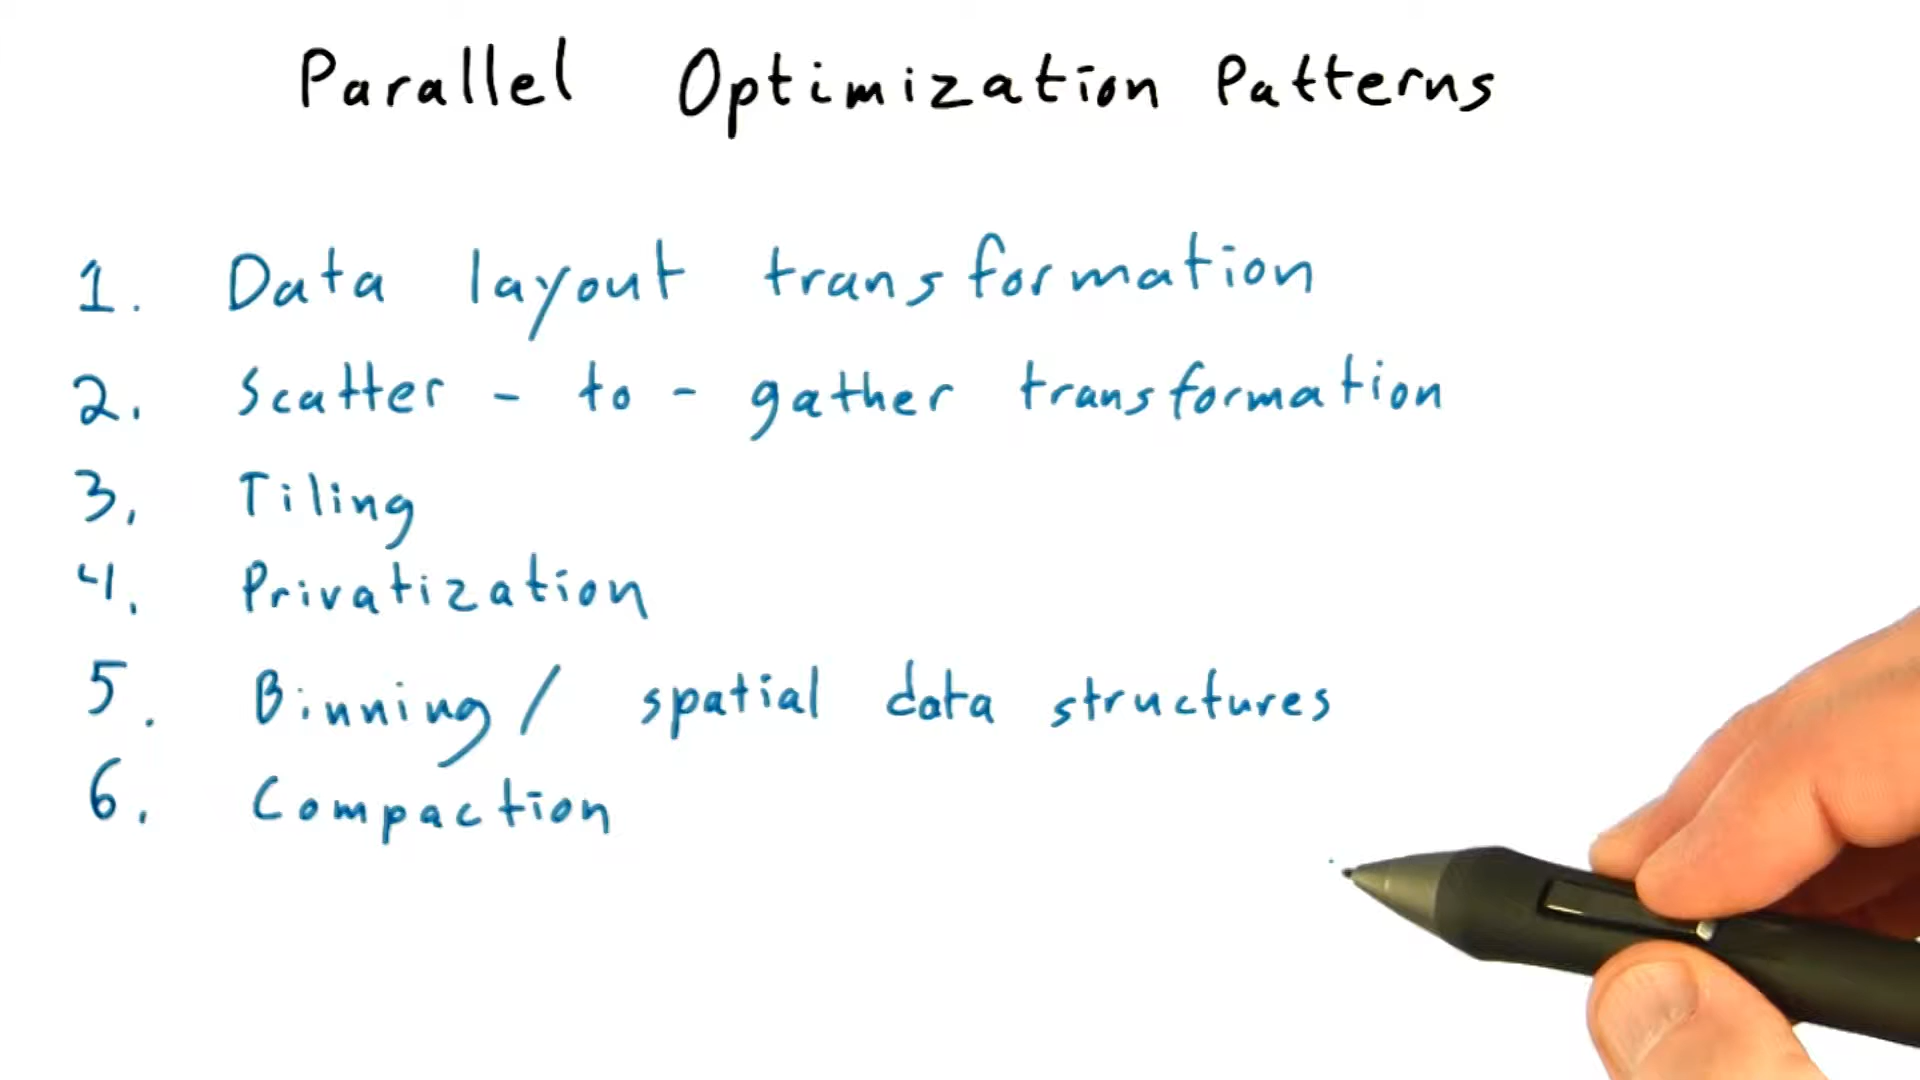 Parallel Optimization Patterns
1. Data layout transformation
2. Scatter - to - gather transformation
3. Tiling
4. Privatization
5. Binning / spatial data structures
6. Compaction